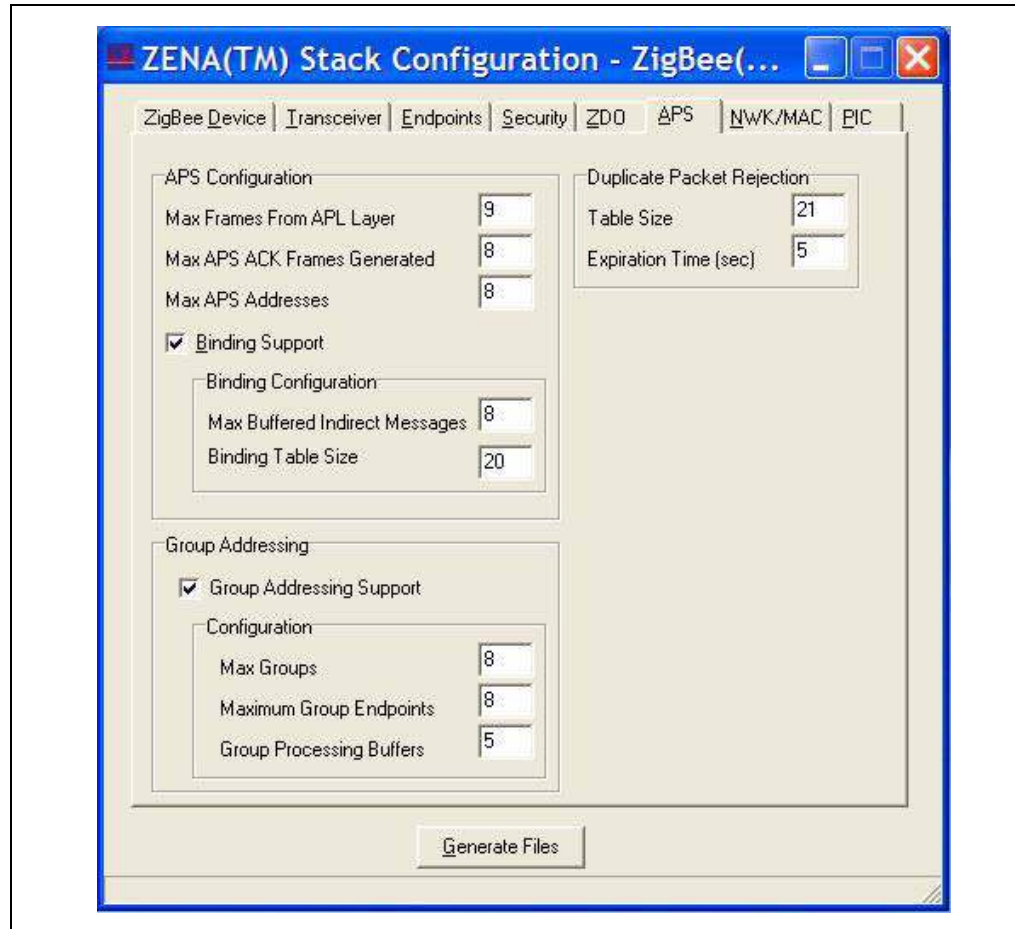 ZENA(TM) Stack Configuration - ZigBee(...
ZigBee Device
Transceiver
Endpoints
Security
ZDO
APS
NWK/MAC
PIC
APS Configuration
Max Frames From APL Layer 9
Max APS ACK Frames Generated 8
Max APS Addresses 8
Binding Support
Binding Configuration
Max Buffered Indirect Messages 8
Binding Table Size 20
Duplicate Packet Rejection
Table Size 21
Expiration Time (sec) 5
Group Addressing
Group Addressing Support
Configuration
Max Groups 8
Maximum Group Endpoints 8
Group Processing Buffers 5
Generate Files